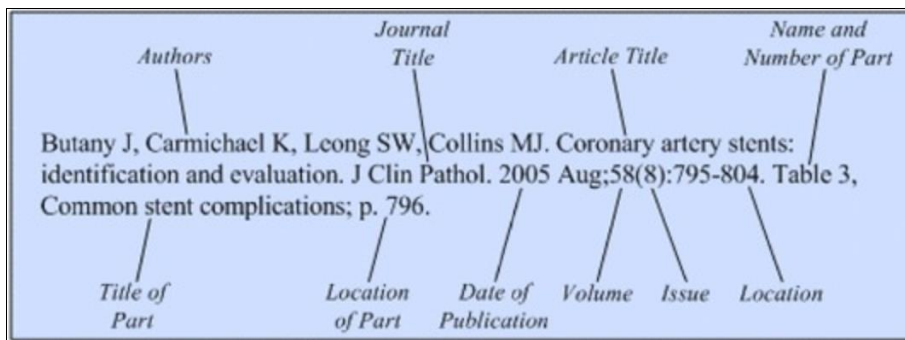 Journal
Name and
Authors
Title
Article Title
Number of Part
Butany J, Carmichael K, Leong SW, Collins MJ. Coronary artery stents:
identification and evaluation. J Clin Pathol. 2005 Aug;58(8):795-804. Table 3,
Common stent complications; p. 796.
Title of
Part
Location
of Part
Date of
Publication
Volume
Issue
Location